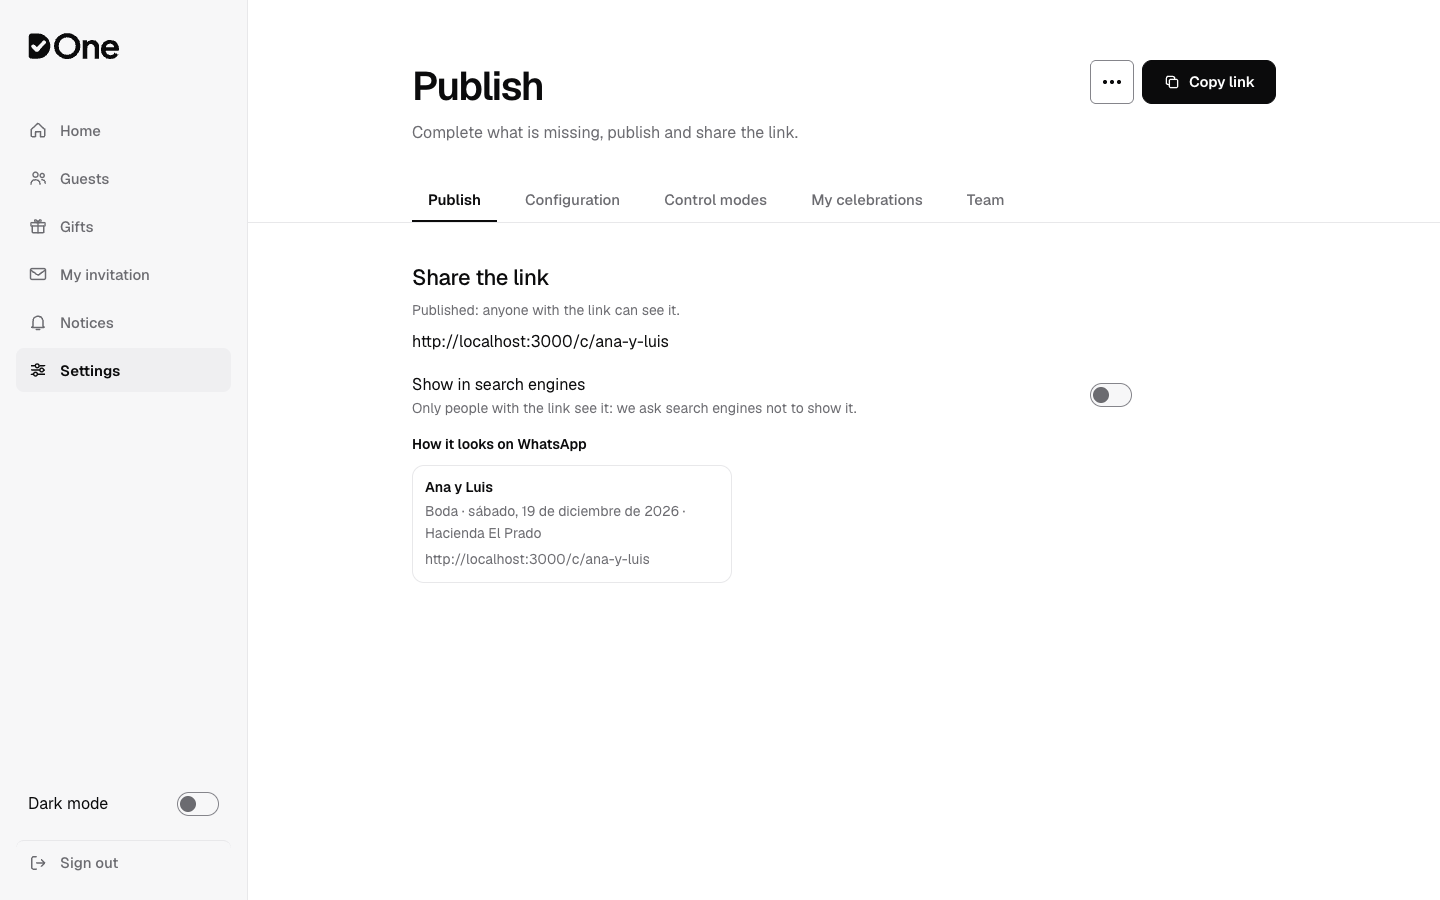 One
Home
Guests
Gifts
My invitation
Notices
Settings
Dark mode
Sign out
Publish
Copy link
Complete what is missing, publish and share the link.
Publish
Configuration
Control modes
My celebrations
Team
Share the link
Published: anyone with the link can see it.
http://localhost:3000/c/ana-y-luis
Show in search engines
Only people with the link see it: we ask search engines not to show it.
How it looks on WhatsApp
Ana y Luis
Boda · sábado, 19 de diciembre de 2026 ·
Hacienda El Prado
http://localhost:3000/c/ana-y-luis